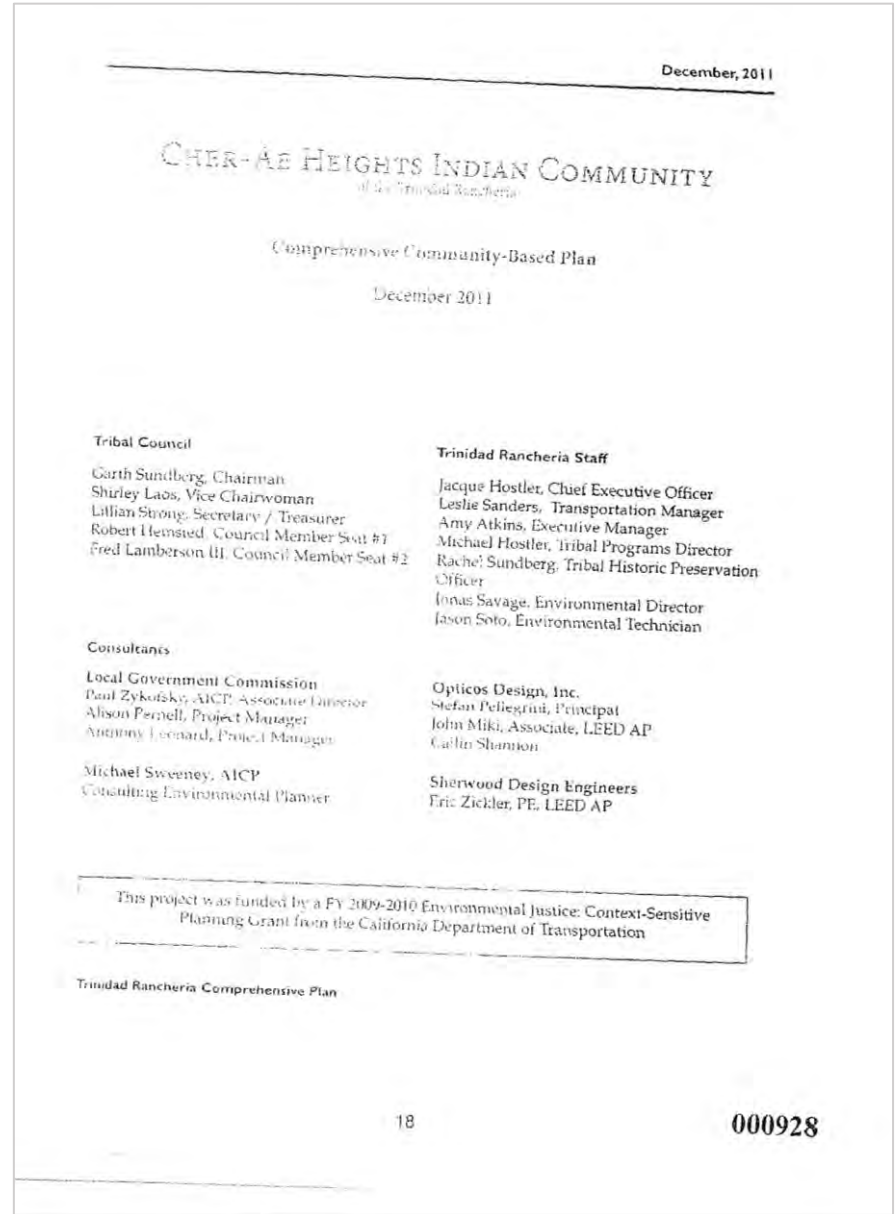 December, 2011
CHER-AE HEIGHTS INDIAN COMMUNITY
of the Trinidad Rancheria
Comprehensive Community-Based Plan
December 2011
Tribal Council
Garth Sundberg, Chairman
Shirley Laos, Vice Chairwoman
Lillian Strong, Secretary / Treasurer
Robert Hemsted, Council Member Seat #1
Fred Lamberson III, Council Member Seat #2
Trinidad Rancheria Staff
Jacque Hostler, Chief Executive Officer
Leslie Sanders, Transportation Manager
Amy Atkins, Executive Manager
Michael Hostler, Tribal Programs Director
Rachel Sundberg, Tribal Historic Preservation
Officer
Jonas Savage, Environmental Director
Jason Soto, Environmental Technician
Consultants
Local Government Commission
Paul Zykofsky, AICP, Associate Director
Alison Pernell, Project Manager
Anthony Leonard, Project Manager
Michael Sweeney, AICP
Consulting Environmental Planner
Opticos Design, Inc.
Stefan Pellegrini, Principal
John Miki, Associate, LEED AP
Cailin Shannon
Sherwood Design Engineers
Eric Zickler, PE, LEED AP
This project was funded by a FY 2009-2010 Environmental Justice: Context-Sensitive
Planning Grant from the California Department of Transportation
Trinidad Rancheria Comprehensive Plan
18
000928